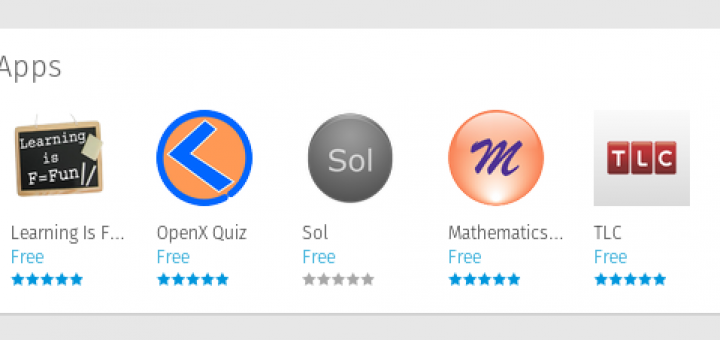 Apps
Learning
is
F=Fun
Sol
M
TLC
Learning Is F...
OpenX Quiz
Sol
Mathematics...
TLC
Free
Free
Free
Free
Free